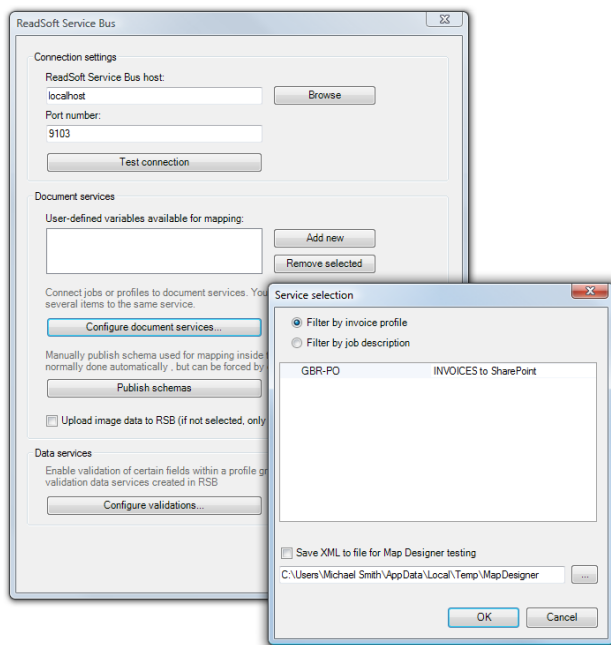 ReadSoft Service Bus
Connection settings
ReadSoft Service Bus host:
localhost
Browse
Port number:
9103
Test connection
Document services
User-defined variables available for mapping:
Add new
Remove selected
Connect jobs or profiles to document services. You
several items to the same service.
Configure document services...
Manually publish schema used for mapping inside
normally done automatically , but can be forced by
Publish schemas
Upload image data to RSB (if not selected, only
Data services
Enable validation of certain fields within a profile
validation data services created in RSB
Configure validations...
Service selection
Filter by invoice profile
Filter by job description
GBR-PO INVOICES to SharePoint
Save XML to file for Map Designer testing
C:\Users\Michael Smith\AppData\Local\Temp\MapDesigner
...
OK Cancel